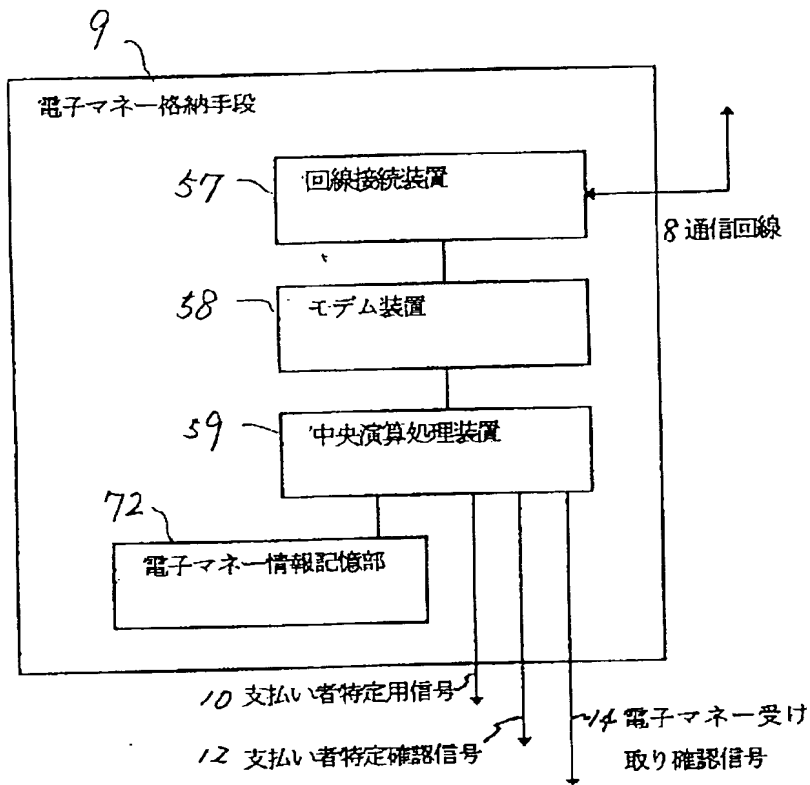 9
電子マネー格納手段
57
回線接続装置
8 通信回線
58
モデム装置
59
中央演算処理装置
72
電子マネー情報記憶部
10 支払い者特定用信号
12 支払い者特定確認信号
14 電子マネー受け
取り確認信号